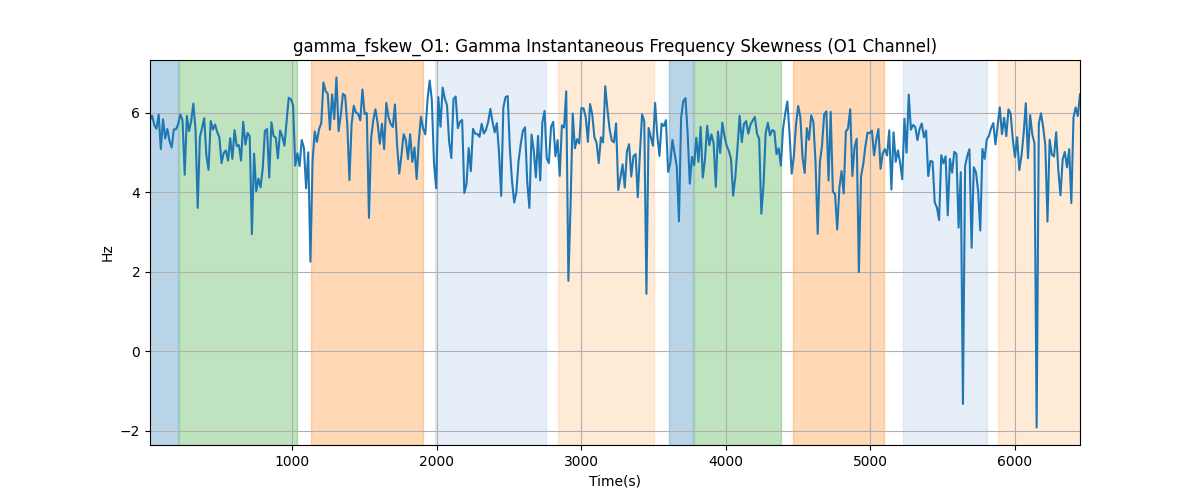 gamma_fskew_O1: Gamma Instantaneous Frequency Skewness (O1 Channel)
6
4
2
0
−2
Hz
1000 2000 3000 4000 5000 6000
Time(s)